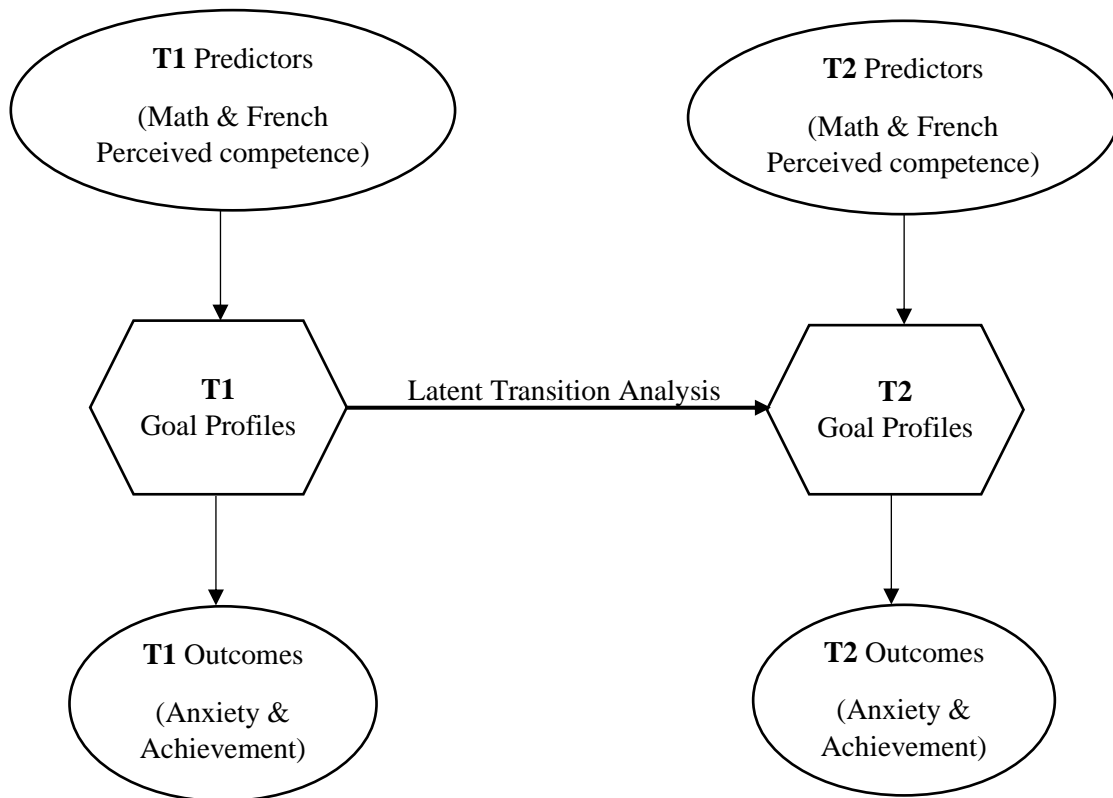 T1 Predictors
(Math & French
Perceived competence)
T2 Predictors
(Math & French
Perceived competence)
T1
Goal Profiles
Latent Transition Analysis
T2
Goal Profiles
T1 Outcomes
(Anxiety &
Achievement)
T2 Outcomes
(Anxiety &
Achievement)